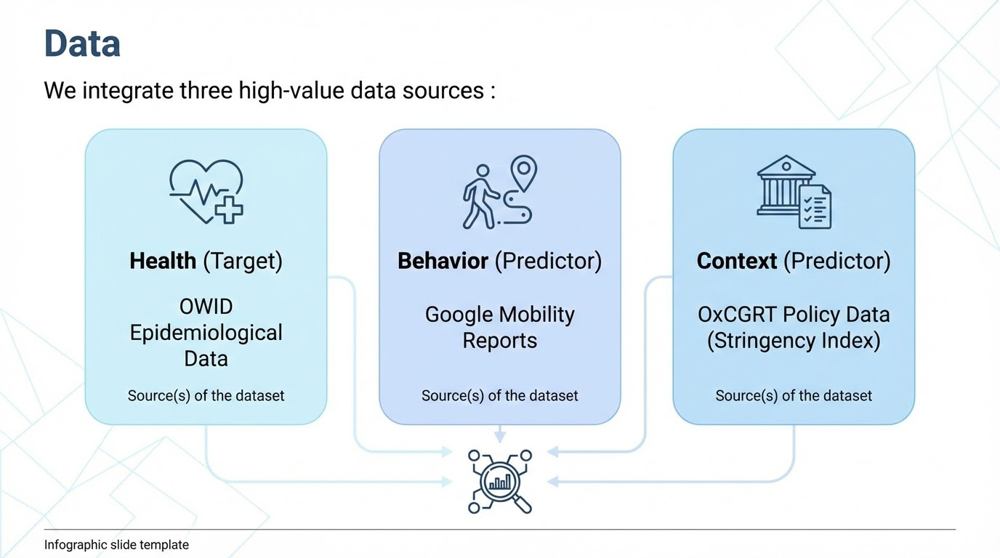 Data
We integrate three high-value data sources :
Health (Target)
OWID
Epidemiological
Data
Source(s) of the dataset
Behavior (Predictor)
Google Mobility
Reports
Source(s) of the dataset
Context (Predictor)
OxCGRT Policy Data
(Stringency Index)
Source(s) of the dataset
Infographic slide template